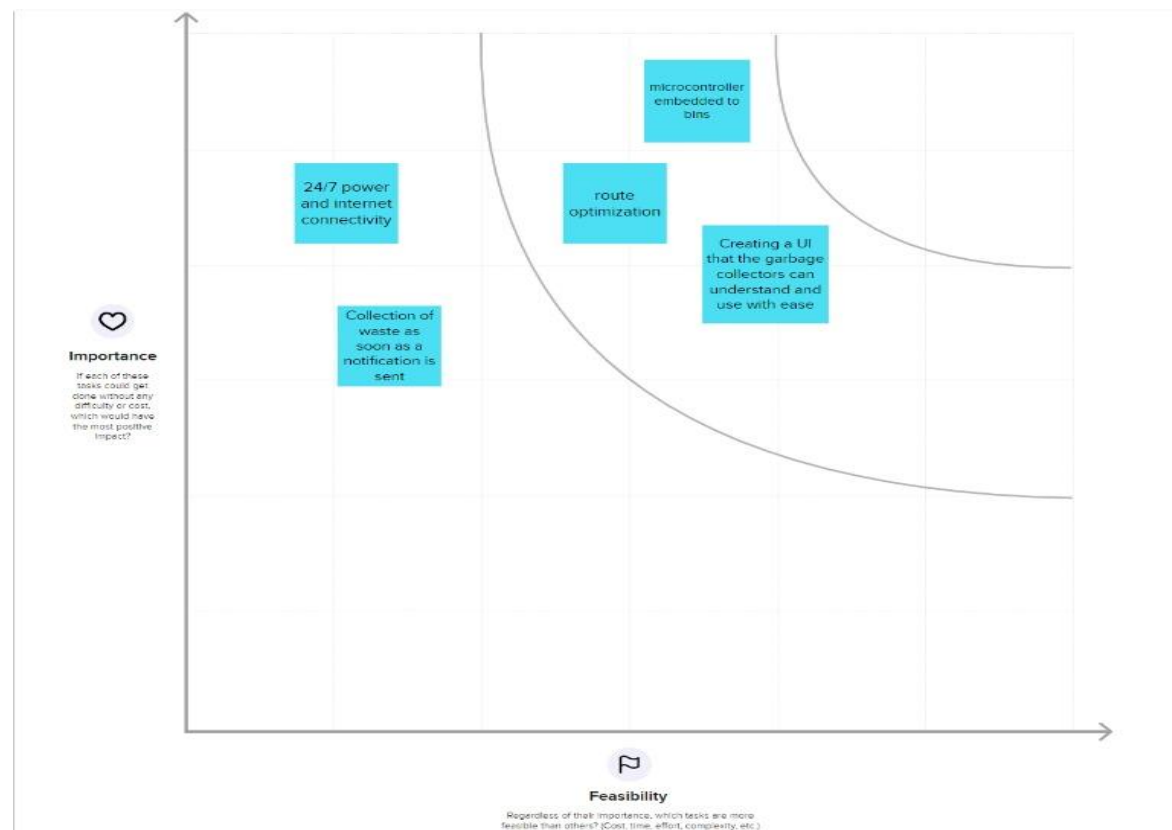 microcontroller
embedded to
bins
24/7 power
and internet
connectivity
route
optimization
Creating a UI
that the garbage
collectors can
understand and
use with ease
Collection of
waste as
soon as a
notification is
sent
Importance
If each of these
tasks could get
done without any
difficulty or cost,
which would have
the most positive
impact?
Feasibility
Regardless of their importance, which tasks are more
feasible than others? (Cost, time, effort, complexity, etc.)